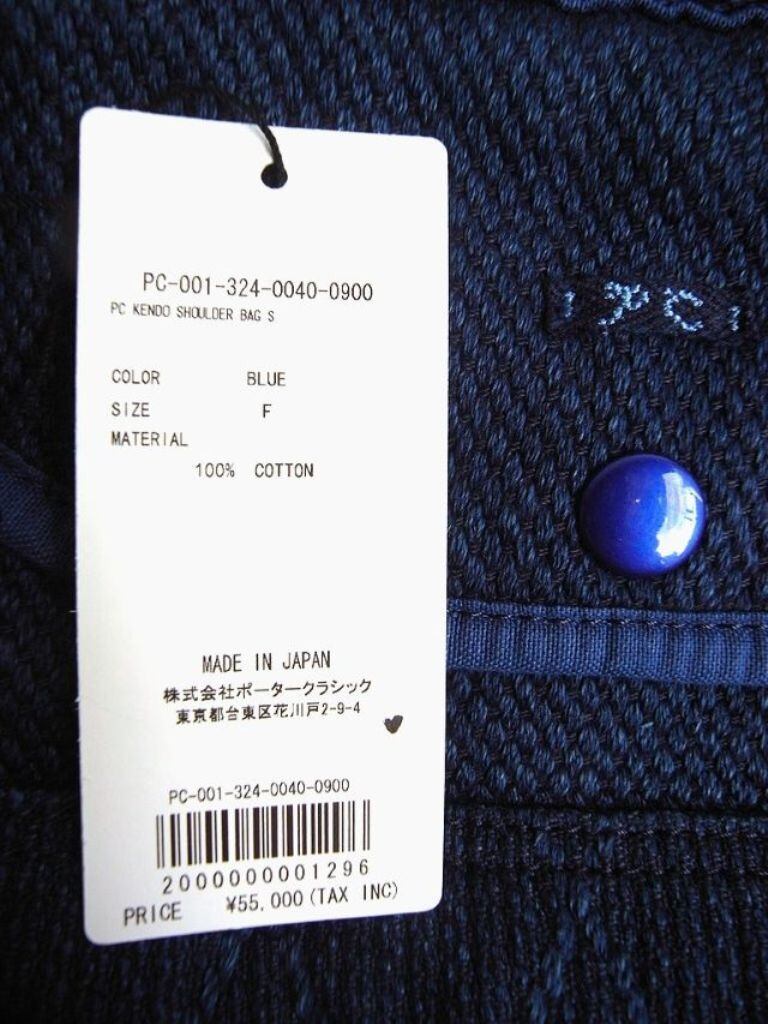 PC-001-324-0040-0900
PC KENDO SHOULDER BAG S
COLOR BLUE
SIZE F
MATERIAL
100% COTTON
MADE IN JAPAN
株式会社ポータークラシック
東京都台東区花川戸2-9-4
PC-001-324-0040-0900
2000000001296
PRICE ¥55,000(TAX INC)
PC